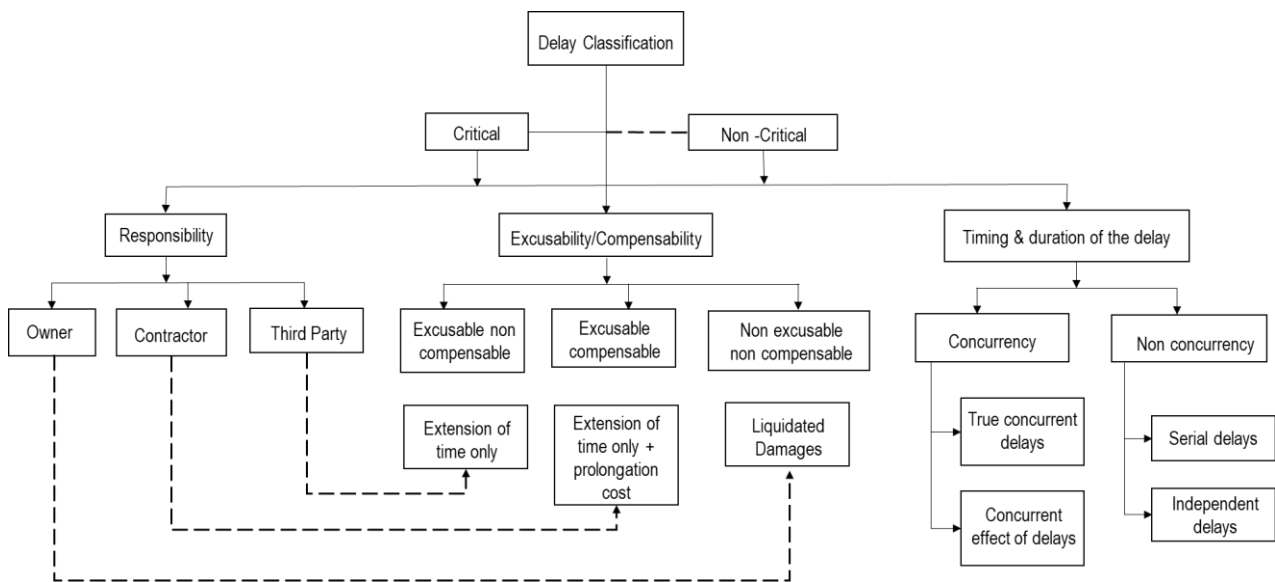 Delay Classification
Critical
Non -Critical
Responsibility
Excusability/Compensability
Timing & duration of the delay
Owner
Contractor
Third Party
Excusable non
compensable
Excusable
compensable
Non excusable
non compensable
Concurrency
Non concurrency
Extension of
time only
Extension of
time only +
prolongation
cost
Liquidated
Damages
True concurrent
delays
Serial delays
Concurrent
effect of delays
Independent
delays